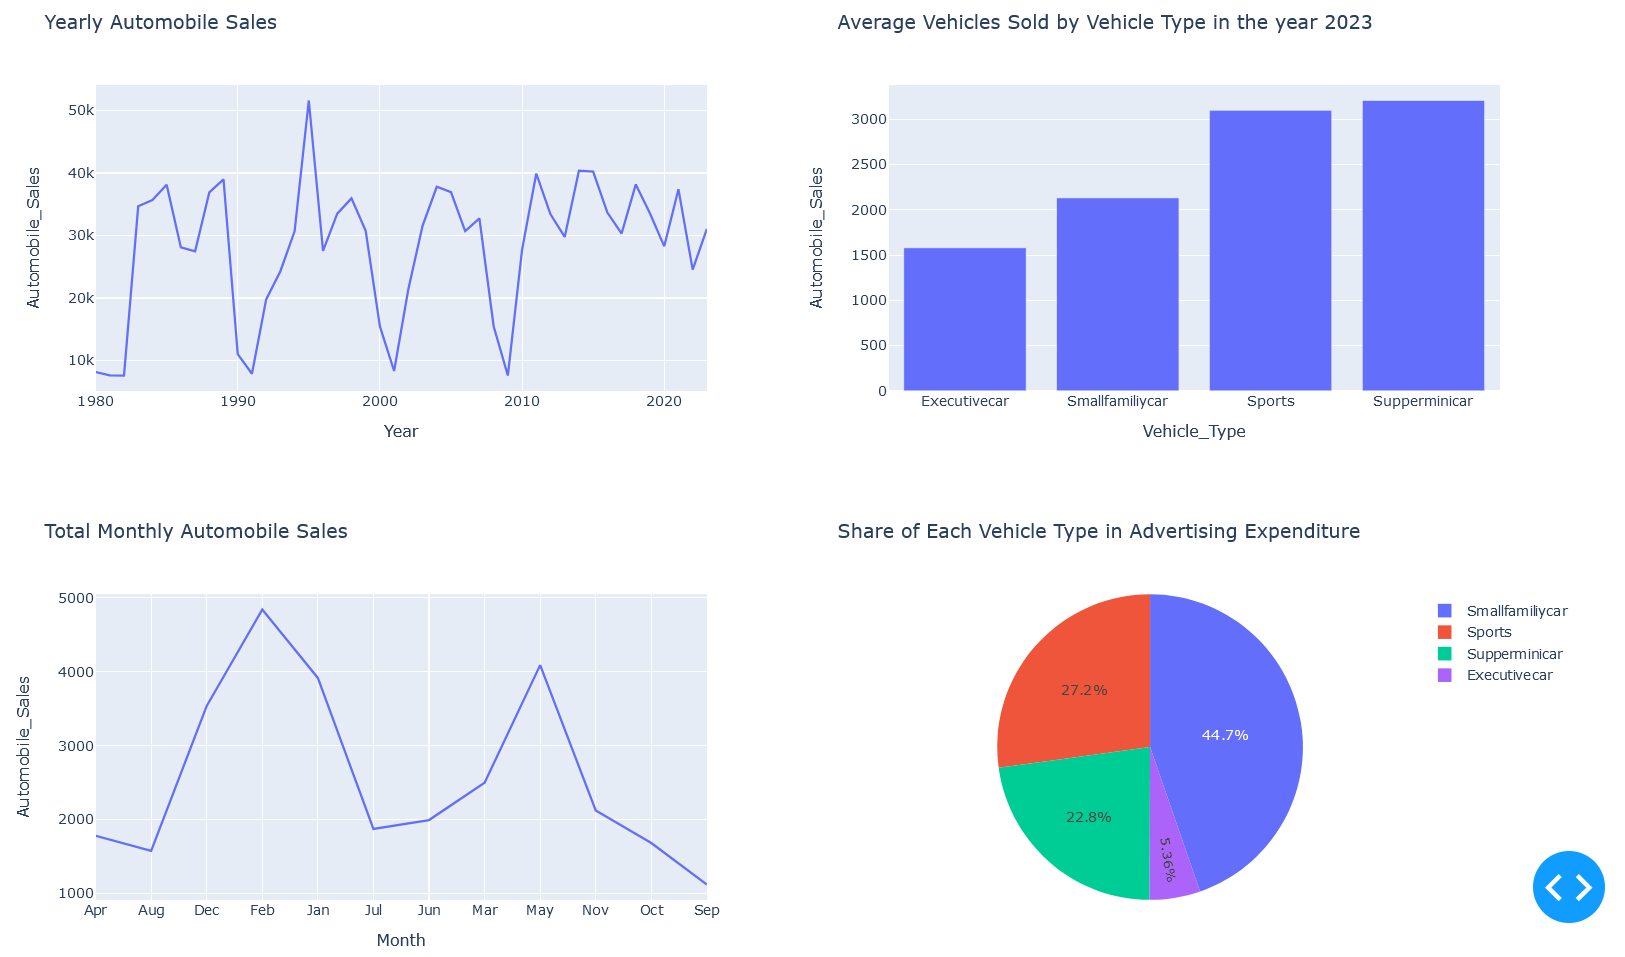 Yearly Automobile Sales
50k
40k
30k
20k
10k
Automobile_Sales
1980 1990 2000 2010 2020
Year
Average Vehicles Sold by Vehicle Type in the year 2023
3000
2500
2000
1500
1000
500
0
Automobile_Sales
Executivecar Smallfamiliycar Sports Supperminicar
Vehicle_Type
Total Monthly Automobile Sales
5000
4000
3000
2000
1000
Automobile_Sales
Apr Aug Dec Feb Jan Jul Jun Mar May Nov Oct Sep
Month
Share of Each Vehicle Type in Advertising Expenditure
27.2%
44.7%
22.8%
5.36%
Smallfamiliycar
Sports
Supperminicar
Executivecar